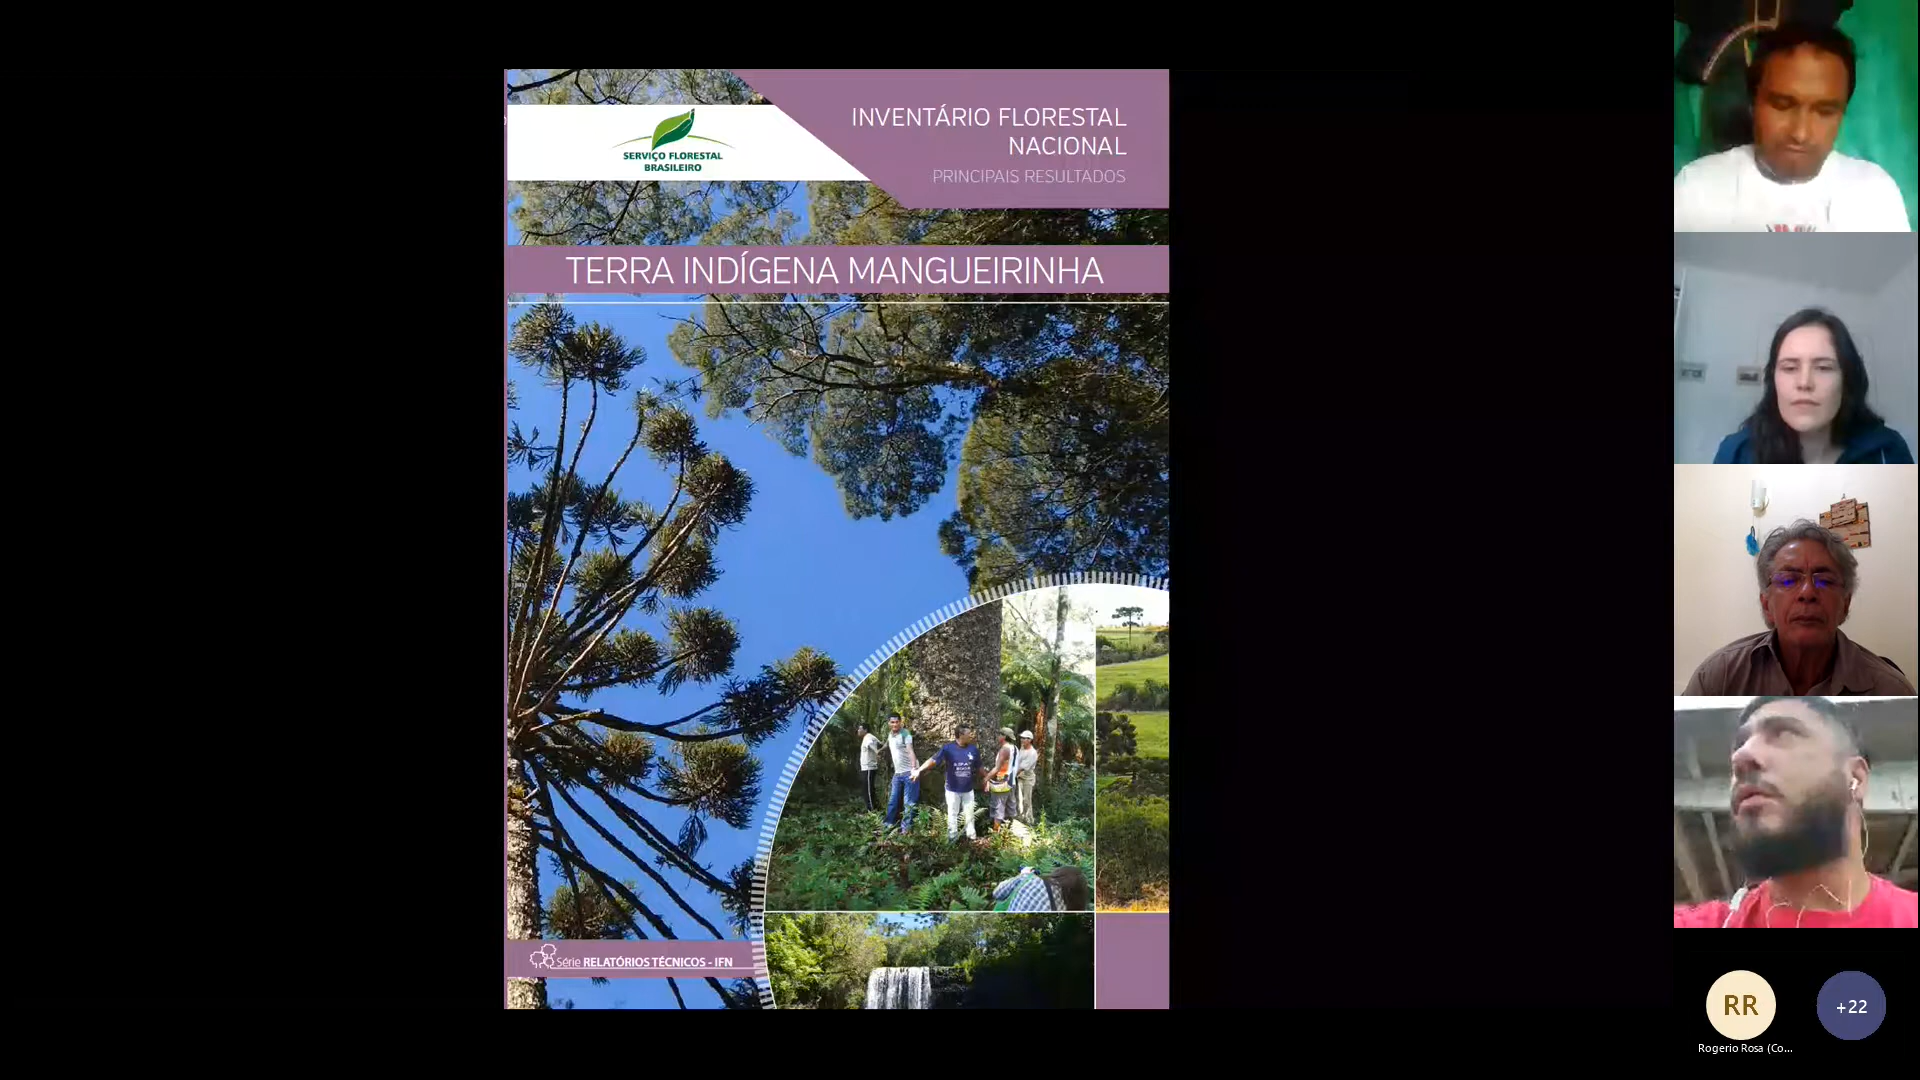 INVENTÁRIO FLORESTAL
NACIONAL
PRINCIPAIS RESULTADOS
SERVIÇO FLORESTAL
BRASILEIRO
TERRA INDÍGENA MANGUEIRINHA
Série RELATÓRIOS TÉCNICOS - IFN
RR
+22
Rogerio Rosa (Co...